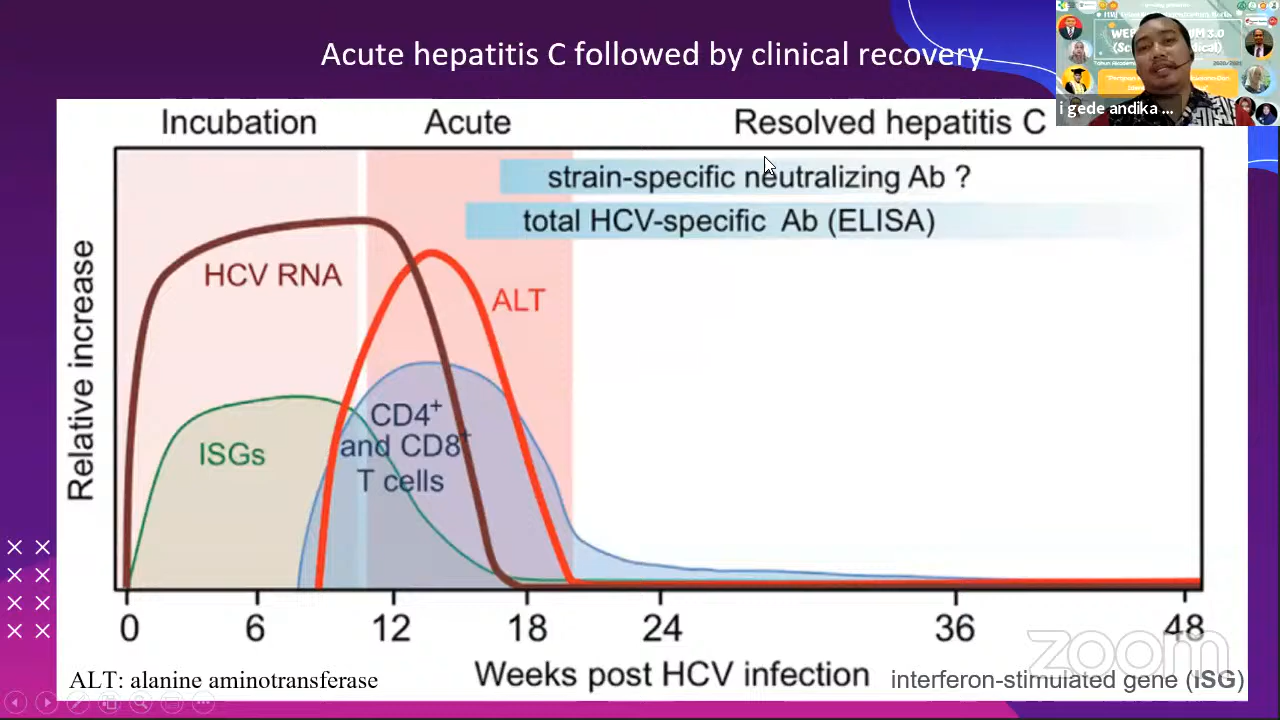 Acute hepatitis C followed by clinical recovery
i gede andika ...
Incubation
Acute
Resolved hepatitis C
strain-specific neutralizing Ab ?
total HCV-specific Ab (ELISA)
HCV RNA
ALT
ISGs
CD4+
and CD8+
T cells
Relative increase
0 6 12 18 24 36 48
Weeks post HCV infection
ALT: alanine aminotransferase
interferon-stimulated gene (ISG)
zoom